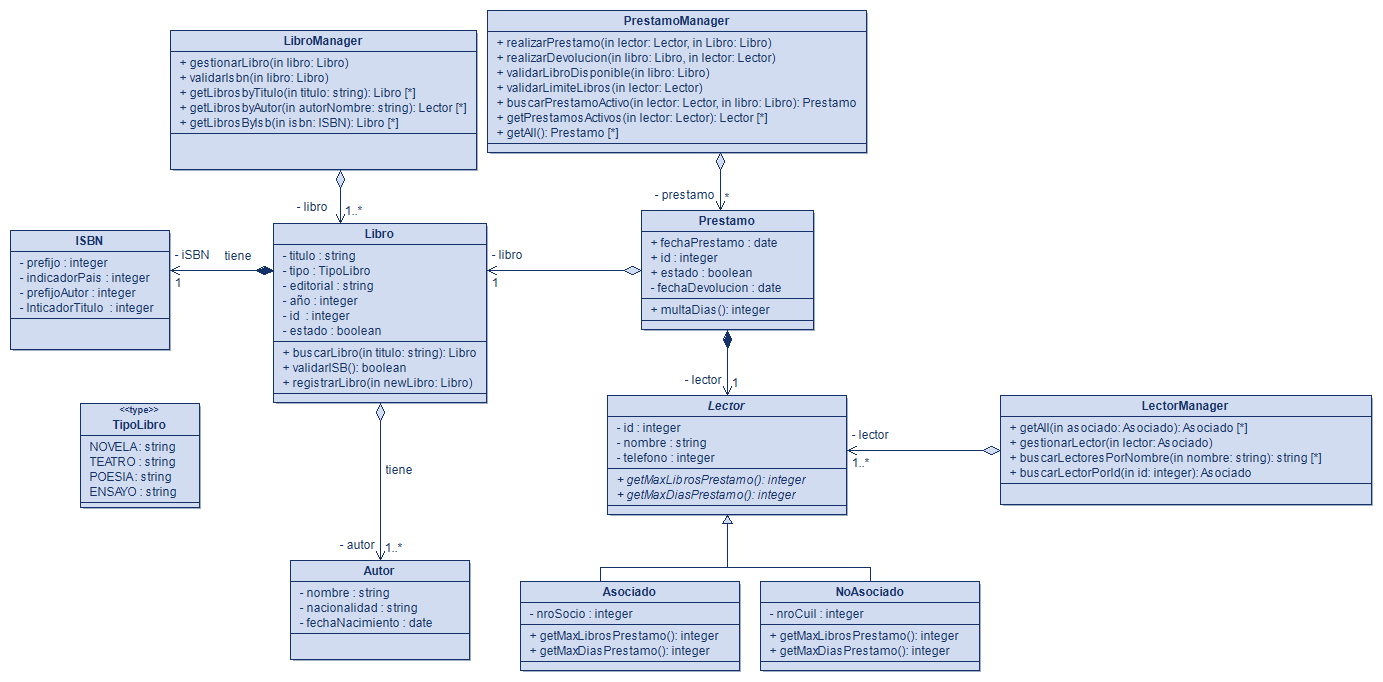 LibroManager
+ gestionarLibro(in libro: Libro)
+ validarIsbn(in libro: Libro)
+ getLibrosbyTitulo(in titulo: string): Libro [*]
+ getLibrosbyAutor(in autorNombre: string): Lector [*]
+ getLibrosByIsb(in isbn: ISBN): Libro [*]
PrestamoManager
+ realizarPrestamo(in lector: Lector, in Libro: Libro)
+ realizarDevolucion(in libro: Libro, in lector: Lector)
+ validarLibroDisponible(in libro: Libro)
+ validarLimiteLibros(in lector: Lector)
+ buscarPrestamoActivo(in lector: Lector, in libro: Libro): Prestamo
+ getPrestamosActivos(in lector: Lector): Lector [*]
+ getAll(): Prestamo [*]
- libro
1..*
- prestamo
*
ISBN
- prefijo : integer
- indicadorPais : integer
- prefijoAutor : integer
- InticadorTitulo : integer
- iSBN
tiene
1
Libro
- titulo : string
- tipo : TipoLibro
- editorial : string
- año : integer
- id : integer
- estado : boolean
+ buscarLibro(in titulo: string): Libro
+ validarISB(): boolean
+ registrarLibro(in newLibro: Libro)
- libro
1
Prestamo
+ fechaPrestamo : date
+ id : integer
+ estado : boolean
- fechaDevolucion : date
+ multaDias(): integer
- lector
1
<<type>>
TipoLibro
NOVELA : string
TEATRO : string
POESIA : string
ENSAYO : string
tiene
- autor
1..*
Lector
- id : integer
- nombre : string
- telefono : integer
+ getMaxLibrosPrestamo(): integer
+ getMaxDiasPrestamo(): integer
- lector
1..*
LectorManager
+ getAll(in asociado: Asociado): Asociado [*]
+ gestionarLector(in lector: Asociado)
+ buscarLectoresPorNombre(in nombre: string): string [*]
+ buscarLectorPorId(in id: integer): Asociado
Autor
- nombre : string
- nacionalidad : string
- fechaNacimiento : date
Asociado
- nroSocio : integer
+ getMaxLibrosPrestamo(): integer
+ getMaxDiasPrestamo(): integer
NoAsociado
- nroCuil : integer
+ getMaxLibrosPrestamo(): integer
+ getMaxDiasPrestamo(): integer